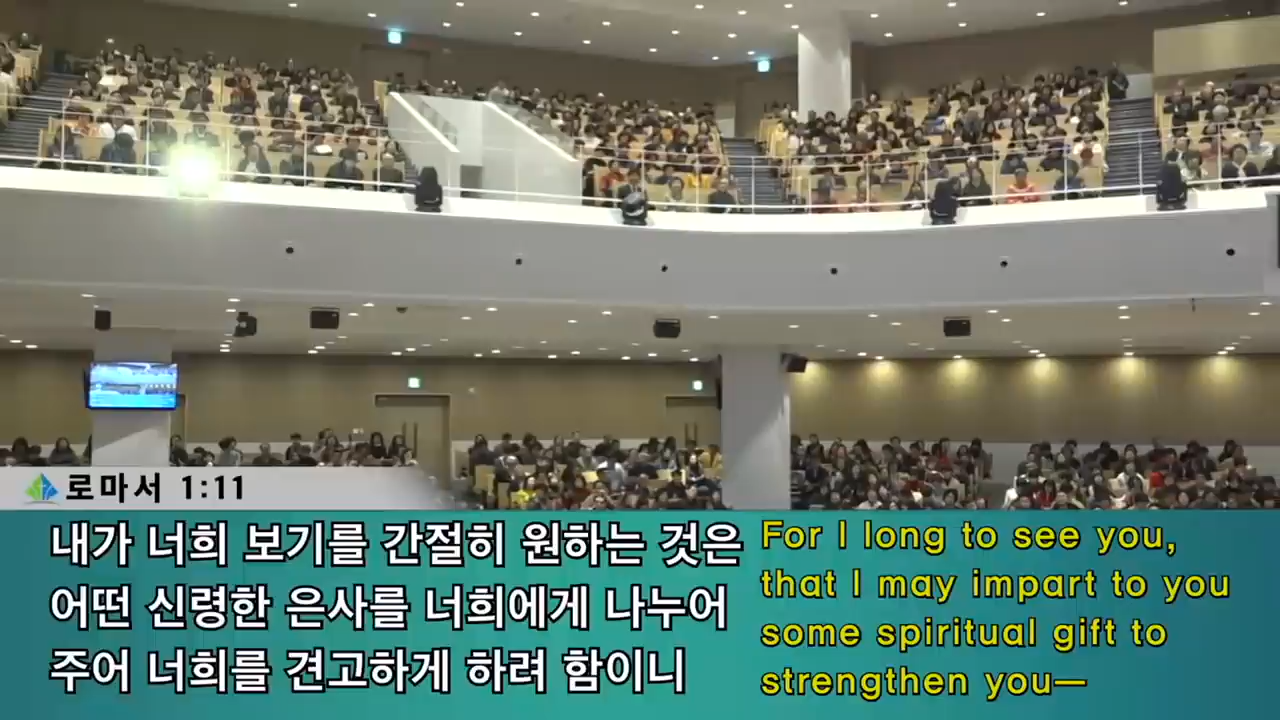 로마서 1:11
내가 너희 보기를 간절히 원하는 것은
어떤 신령한 은사를 너희에게 나누어
주어 너희를 견고하게 하려 함이니
For I long to see you,
that I may impart to you
some spiritual gift to
strengthen you—